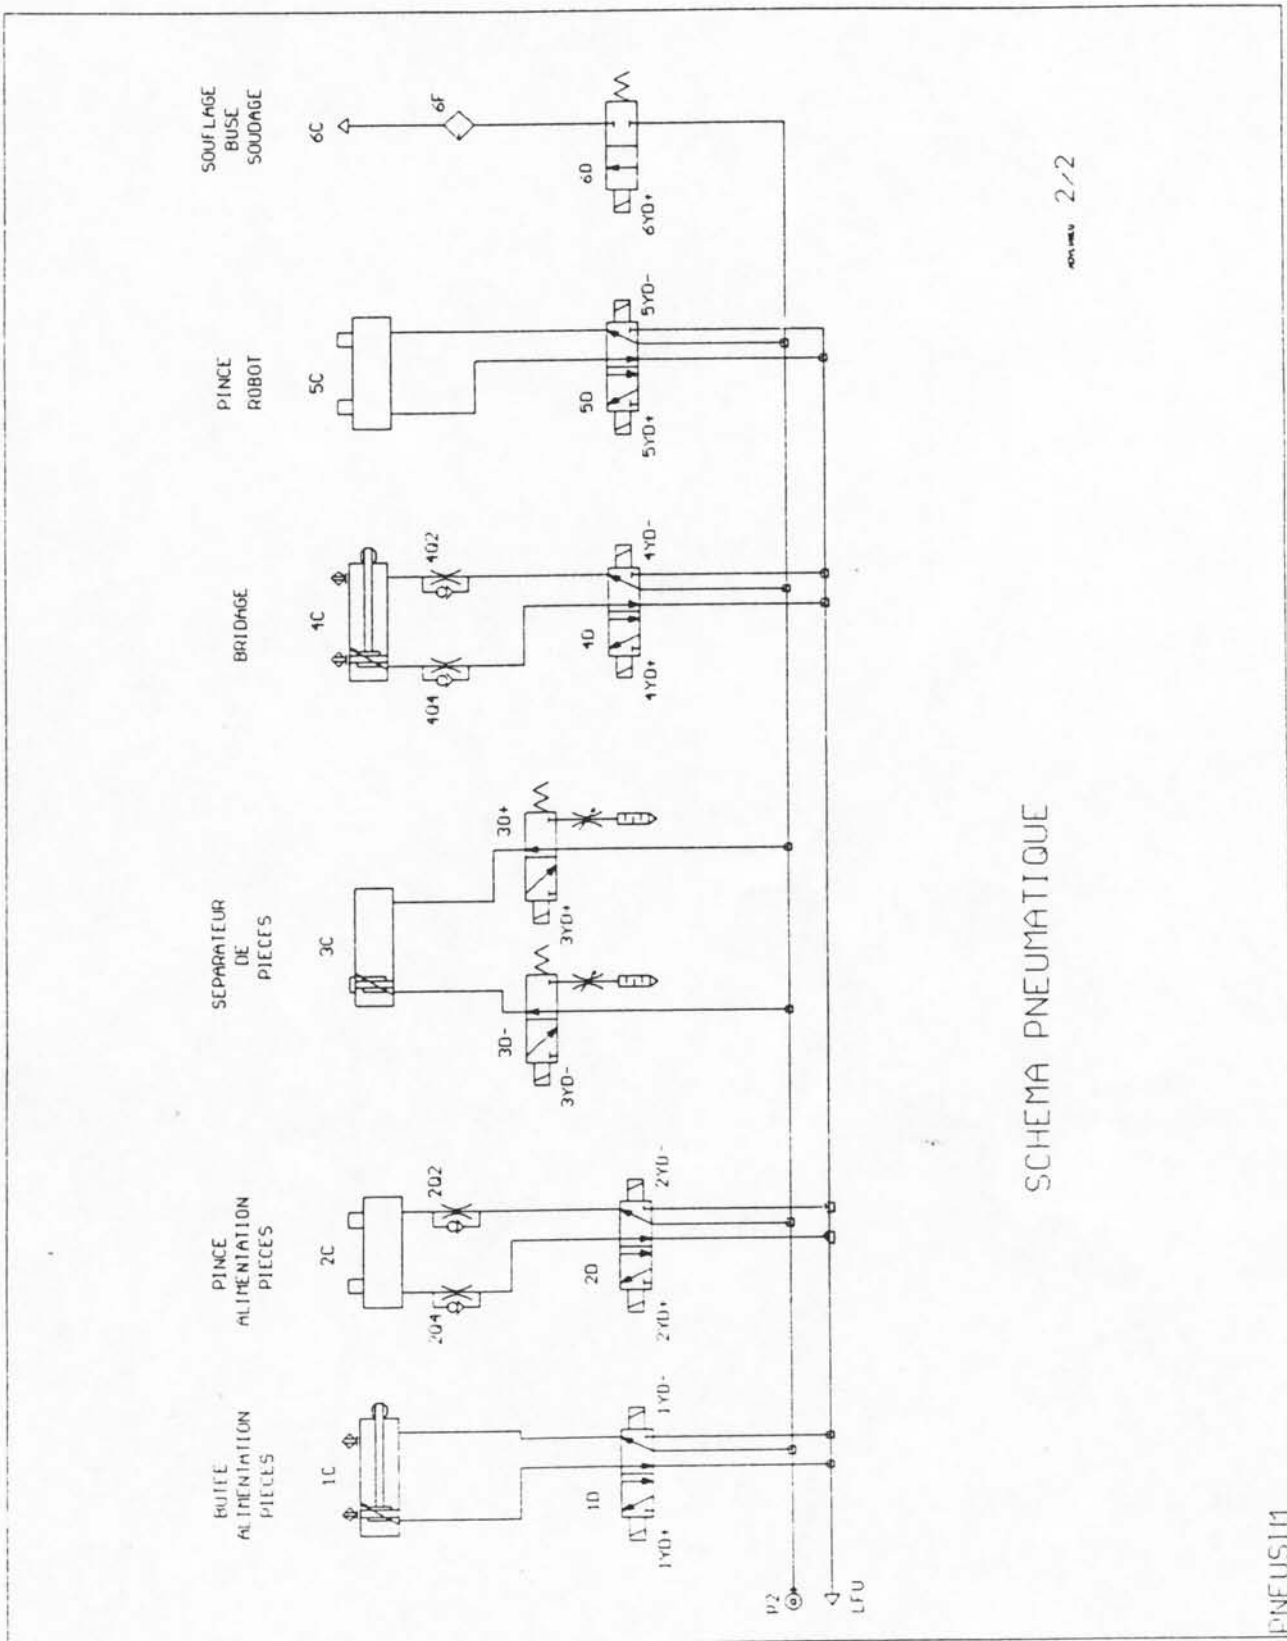 BUTEE
ALIMENTATION
PIECES
PINCE
ALIMENTATION
PIECES
SEPARATEUR
DE
PIECES
BRIDAGE
PINCE
ROBOT
SOUFLAGE
BUSE
SOUDAGE
1C
2C
3C
4C
5C
6C
2Q4
2Q2
4Q4
4Q2
6F
3D-
3D+
3YD-
3YD+
1D
2D
4D
5D
6D
1YD+
1YD-
2YD+
2YD-
4YD+
4YD-
5YD+
5YD-
6YD+
P2
LFU
SCHEMA PNEUMATIQUE
2/2
PNEUSIM